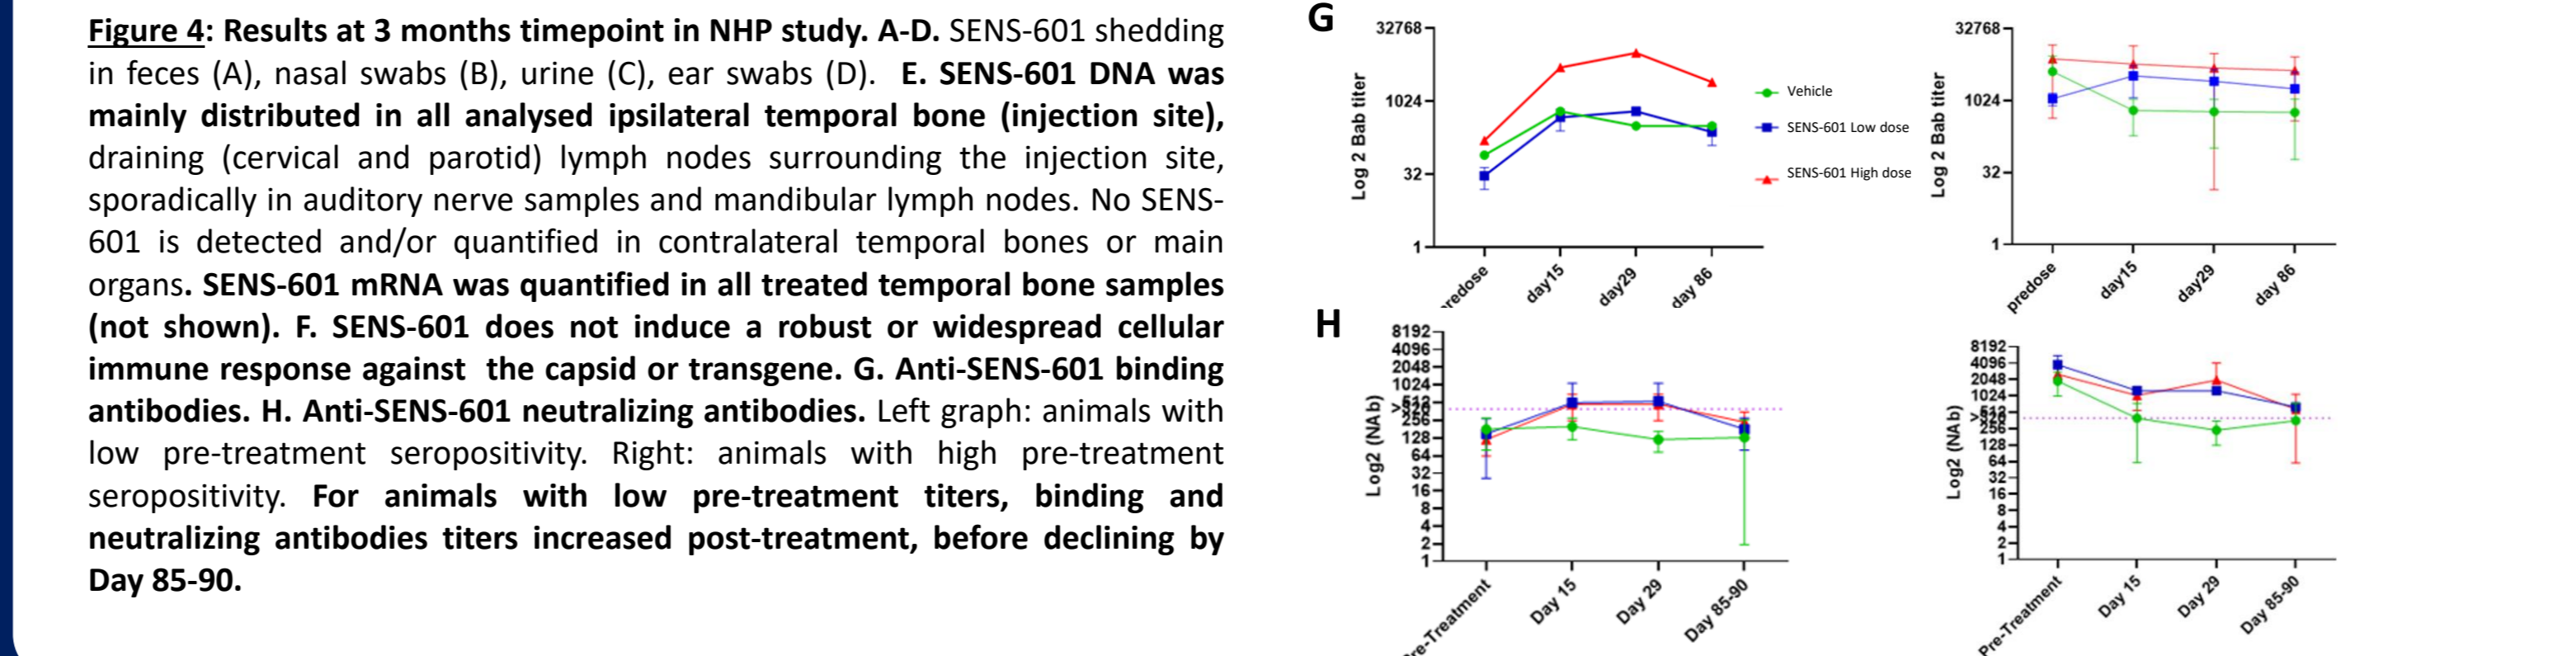 Figure 4: Results at 3 months timepoint in NHP study. A-D. SENS-601 shedding
in feces (A), nasal swabs (B), urine (C), ear swabs (D). E. SENS-601 DNA was
mainly distributed in all analysed ipsilateral temporal bone (injection site),
draining (cervical and parotid) lymph nodes surrounding the injection site,
sporadically in auditory nerve samples and mandibular lymph nodes. No SENS-
601 is detected and/or quantified in contralateral temporal bones or main
organs. SENS-601 mRNA was quantified in all treated temporal bone samples
(not shown). F. SENS-601 does not induce a robust or widespread cellular
immune response against the capsid or transgene. G. Anti-SENS-601 binding
antibodies. H. Anti-SENS-601 neutralizing antibodies. Left graph: animals with
low pre-treatment seropositivity. Right: animals with high pre-treatment
seropositivity. For animals with low pre-treatment titers, binding and
neutralizing antibodies titers increased post-treatment, before declining by
Day 85-90.
G
Log 2 Bab titer
32768
1024
32
1
redose
day15
day29
day 86
Vehicle
SENS-601 Low dose
SENS-601 High dose
Log 2 Bab titer
32768
1024
32
1
predose
day15
day29
day 86
H
Log2 (NAb)
8192
4096
2048
1024
512
256
128
64
32
16
8
4
2
1
re-Treatment
Day 15
Day 29
Day 85-90
Log2 (NAb)
8192
4096
2048
1024
512
256
128
64
32
16
8
4
2
1
Pre-Treatment
Day 15
Day 29
Day 85-90